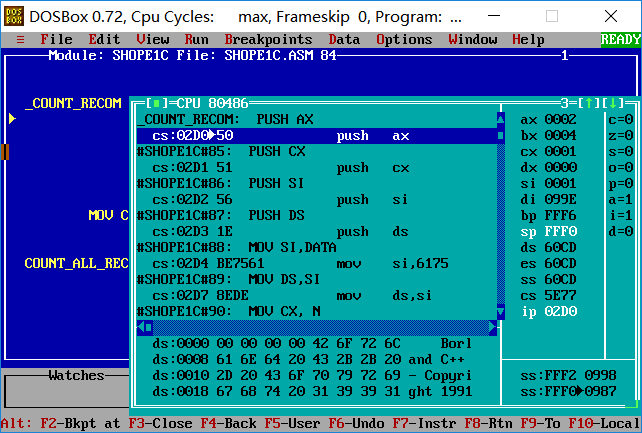 DOS BOX DOSBox 0.72, Cpu Cycles: max, Frameskip 0, Program: ...
≡ File Edit View Run Breakpoints Data Options Window Help READY
Module: SHOPE1C File: SHOPE1C.ASM 84 1
_COUNT_RECOM
MOV C
COUNT_ALL_REC
[■]=CPU 80486 3=[↑][↓]
_COUNT_RECOM: PUSH AX
cs:02D0►50 push ax
#SHOPE1C#85: PUSH CX
cs:02D1 51 push cx
#SHOPE1C#86: PUSH SI
cs:02D2 56 push si
#SHOPE1C#87: PUSH DS
cs:02D3 1E push ds
#SHOPE1C#88: MOV SI,DATA
cs:02D4 BE7561 mov si,6175
#SHOPE1C#89: MOV DS,SI
cs:02D7 8EDE mov ds,si
#SHOPE1C#90: MOV CX, N
ax 0002 c=0
bx 0004 z=0
cx 0001 s=0
dx 0000 o=0
si 0001 p=0
di 099E a=1
bp FFF6 i=1
sp FFF0 d=0
ds 60CD
es 60CD
ss 60CD
cs 5E77
ip 02D0
ds:0000 00 00 00 00 42 6F 72 6C Borl
ds:0008 61 6E 64 20 43 2B 2B 20 and C++
ds:0010 2D 20 43 6F 70 79 72 69 - Copyri
ds:0018 67 68 74 20 31 39 39 31 ght 1991
ss:FFF2 0998
ss:FFF0►0987
Watches
Alt: F2-Bkpt at F3-Close F4-Back F5-User F6-Undo F7-Instr F8-Rtn F9-To F10-Local